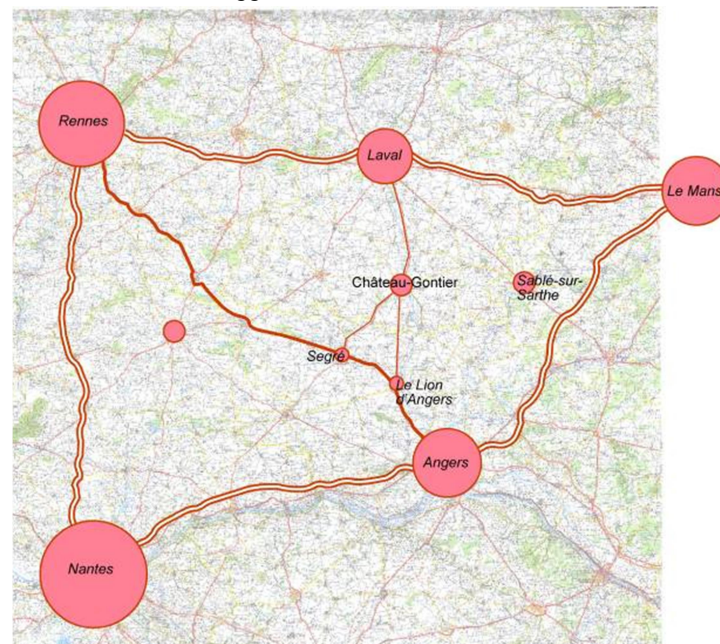 Rennes
Laval
Le Mans
Château-Gontier
Sablé-sur-
Sarthe
Segré
Le Lion
d'Angers
Angers
Nantes